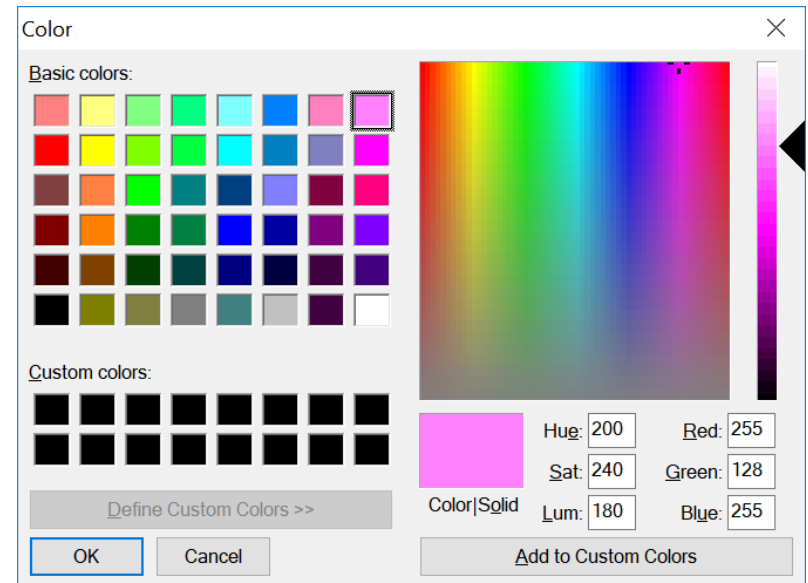 Color
Basic colors:
Custom colors:
Define Custom Colors >>
OK Cancel
Color|Solid
Hue: 200 Red: 255
Sat: 240 Green: 128
Lum: 180 Blue: 255
Add to Custom Colors